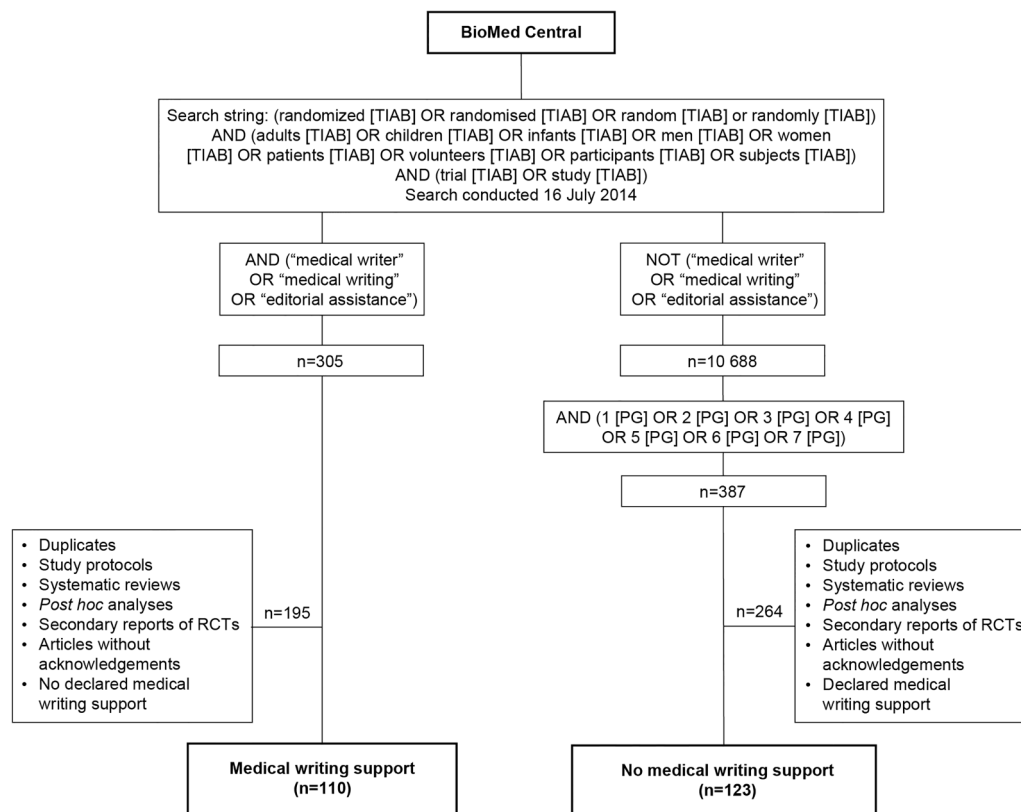 BioMed Central
Search string: (randomized [TIAB] OR randomised [TIAB] OR random [TIAB] or randomly [TIAB])
AND (adults [TIAB] OR children [TIAB] OR infants [TIAB] OR men [TIAB] OR women
[TIAB] OR patients [TIAB] OR volunteers [TIAB] OR participants [TIAB] OR subjects [TIAB])
AND (trial [TIAB] OR study [TIAB])
Search conducted 16 July 2014
AND (“medical writer”
OR “medical writing”
OR “editorial assistance”)
NOT (“medical writer”
OR “medical writing”
OR “editorial assistance”)
n=305
n=10 688
AND (1 [PG] OR 2 [PG] OR 3 [PG] OR 4 [PG]
OR 5 [PG] OR 6 [PG] OR 7 [PG])
n=387
• Duplicates
• Study protocols
• Systematic reviews
• Post hoc analyses
• Secondary reports of RCTs
• Articles without
acknowledgements
• No declared medical
writing support
n=195
n=264
• Duplicates
• Study protocols
• Systematic reviews
• Post hoc analyses
• Secondary reports of RCTs
• Articles without
acknowledgements
• Declared medical
writing support
Medical writing support
(n=110)
No medical writing support
(n=123)